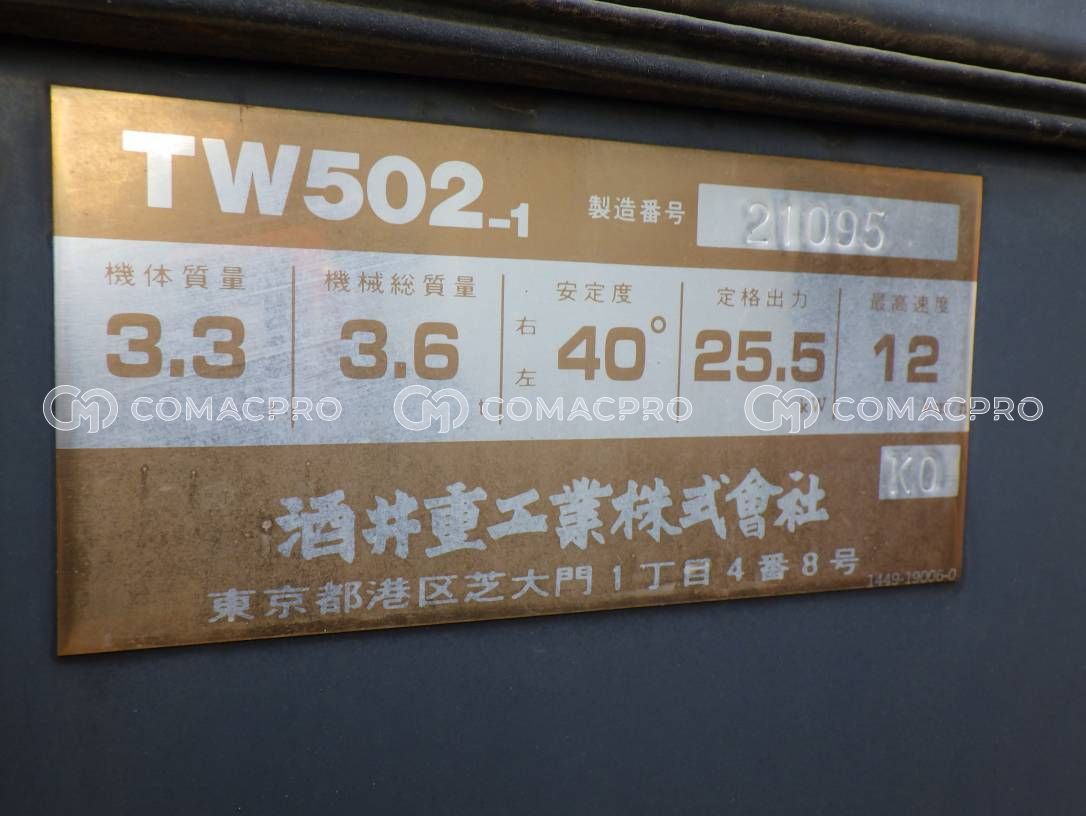 TW502-1 製造番号 21095
機体質量 機械総質量 安定度 定格出力 最高速度
3.3 3.6 右 左 40° 25.5 12
t kW
COMACPRO COMACPRO COMACPRO
KO
酒井重工業株式會社
東京都港区芝大門1丁目4番8号
1449-19006-0